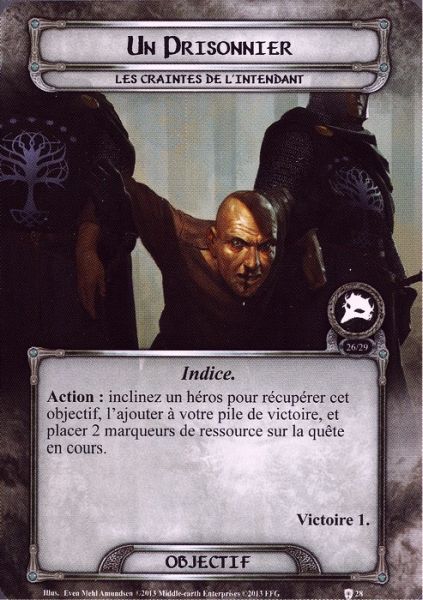 Un Prisonnier
Les craintes de l'intendant
26/29
Indice.
Action : inclinez un héros pour récupérer cet
objectif, l'ajouter à votre pile de victoire, et
placer 2 marqueurs de ressource sur la quête
en cours.
Victoire 1.
Objectif
Illus. Even Mehl Amundsen ©2013 Middle-earth Enterprises ©2013 FFG
28